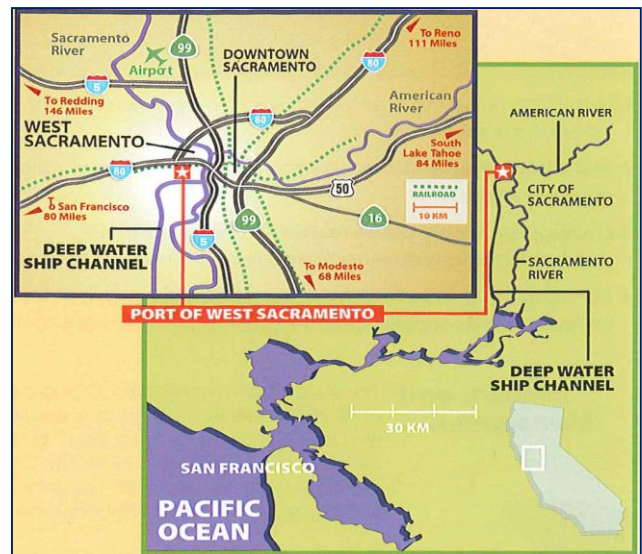 Sacramento
River
99
Airport
DOWNTOWN
SACRAMENTO
To Reno
111 Miles
80
5
To Redding
146 Miles
American
River
WEST
SACRAMENTO
80
South
Lake Tahoe
84 Miles
80
50
To
San Francisco
80 Miles
RAILROAD
10 KM
99
16
DEEP WATER
SHIP CHANNEL
5
To Modesto
68 Miles
AMERICAN RIVER
CITY OF
SACRAMENTO
SACRAMENTO
RIVER
PORT OF WEST SACRAMENTO
DEEP WATER
SHIP CHANNEL
30 KM
SAN FRANCISCO
PACIFIC
OCEAN